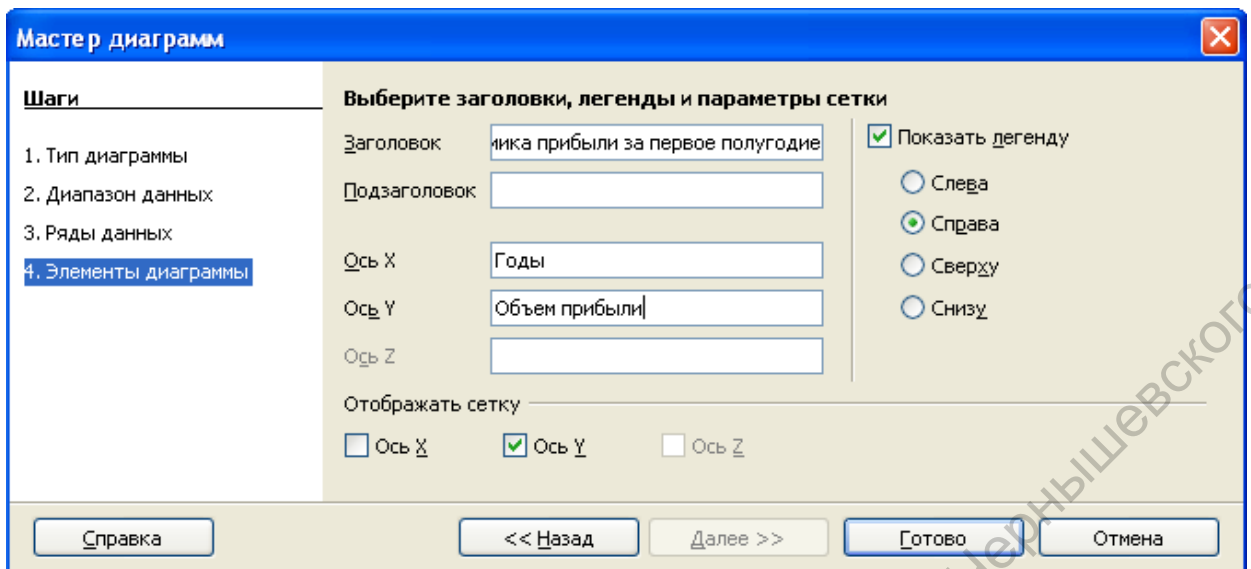 Мастер диаграмм
Шаги
1. Тип диаграммы
2. Диапазон данных
3. Ряды данных
4. Элементы диаграммы
Выберите заголовки, легенды и параметры сетки
Заголовок
мика прибыли за первое полугодие
Подзаголовок
Ось X
Годы
Ось Y
Объем прибыли
Ось Z
Показать легенду
Слева
Справа
Сверху
Снизу
Отображать сетку
Ось X
Ось Y
Ось Z
Справка
<< Назад
Далее >>
Готово
Отмена
Чернышевского